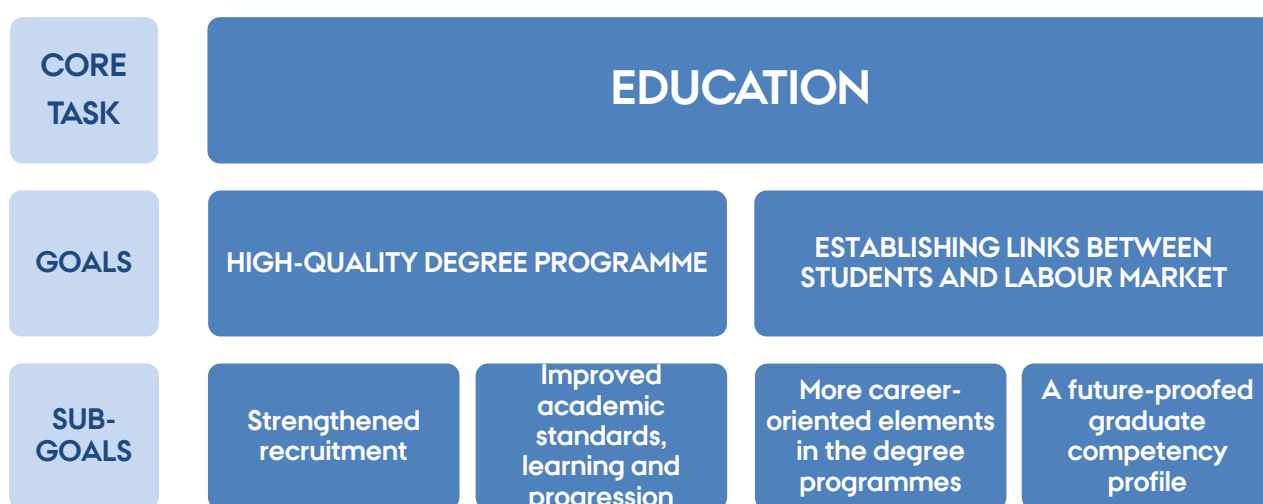 CORE
TASK
EDUCATION
GOALS
HIGH-QUALITY DEGREE PROGRAMME
ESTABLISHING LINKS BETWEEN
STUDENTS AND LABOUR MARKET
SUB-
GOALS
Strengthened
recruitment
Improved
academic
standards,
learning and
progression
More career-
oriented elements
in the degree
programmes
A future-proofed
graduate
competency
profile